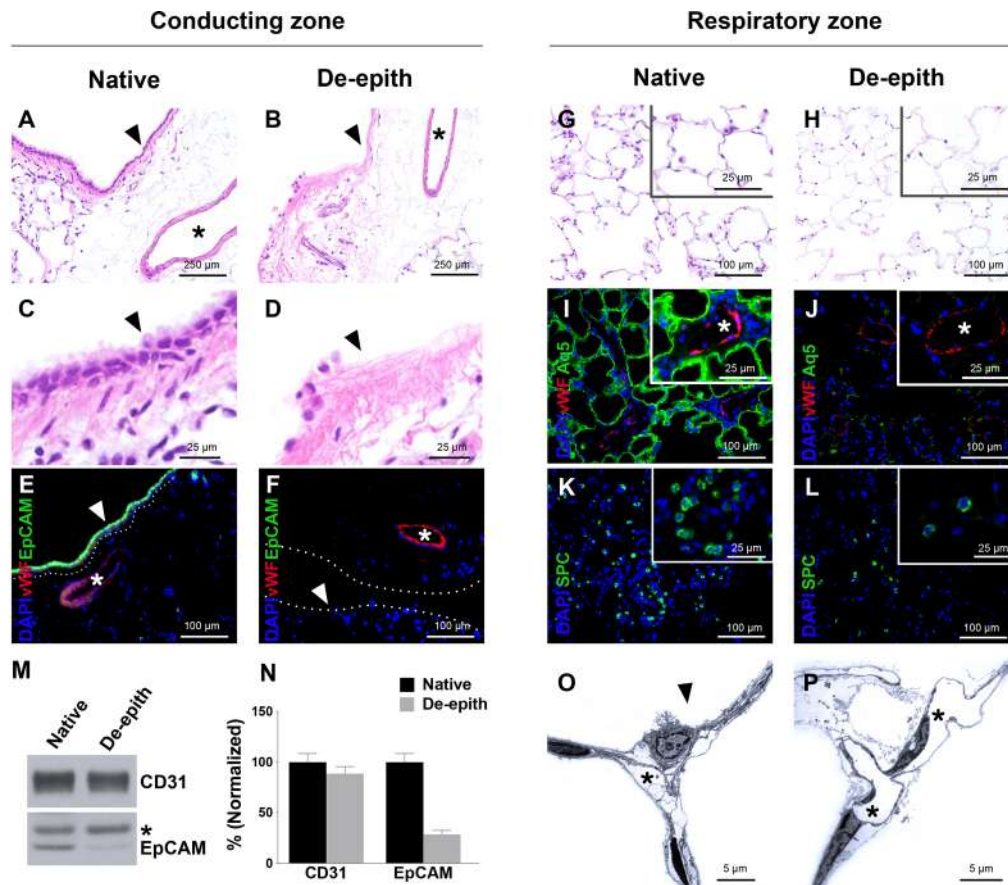 Conducting zone
Respiratory zone
Native
De-epith
Native
De-epith
A
*
250 µm
B
*
250 µm
G
25 µm
100 µm
H
25 µm
100 µm
C
25 µm
D
25 µm
I
*
25 µm
100 µm
DAPI vWF Aq5
J
*
25 µm
100 µm
DAPI vWF Aq5
E
*
100 µm
DAPI vWF EpCAM
F
*
100 µm
DAPI vWF EpCAM
K
25 µm
100 µm
DAPI SPC
L
25 µm
100 µm
DAPI SPC
M
Native
De-epith
CD31
*
EpCAM
N
Native
De-epith
% (Normalized)
150
100
50
0
CD31
EpCAM
O
*
5 µm
P
*
*
5 µm